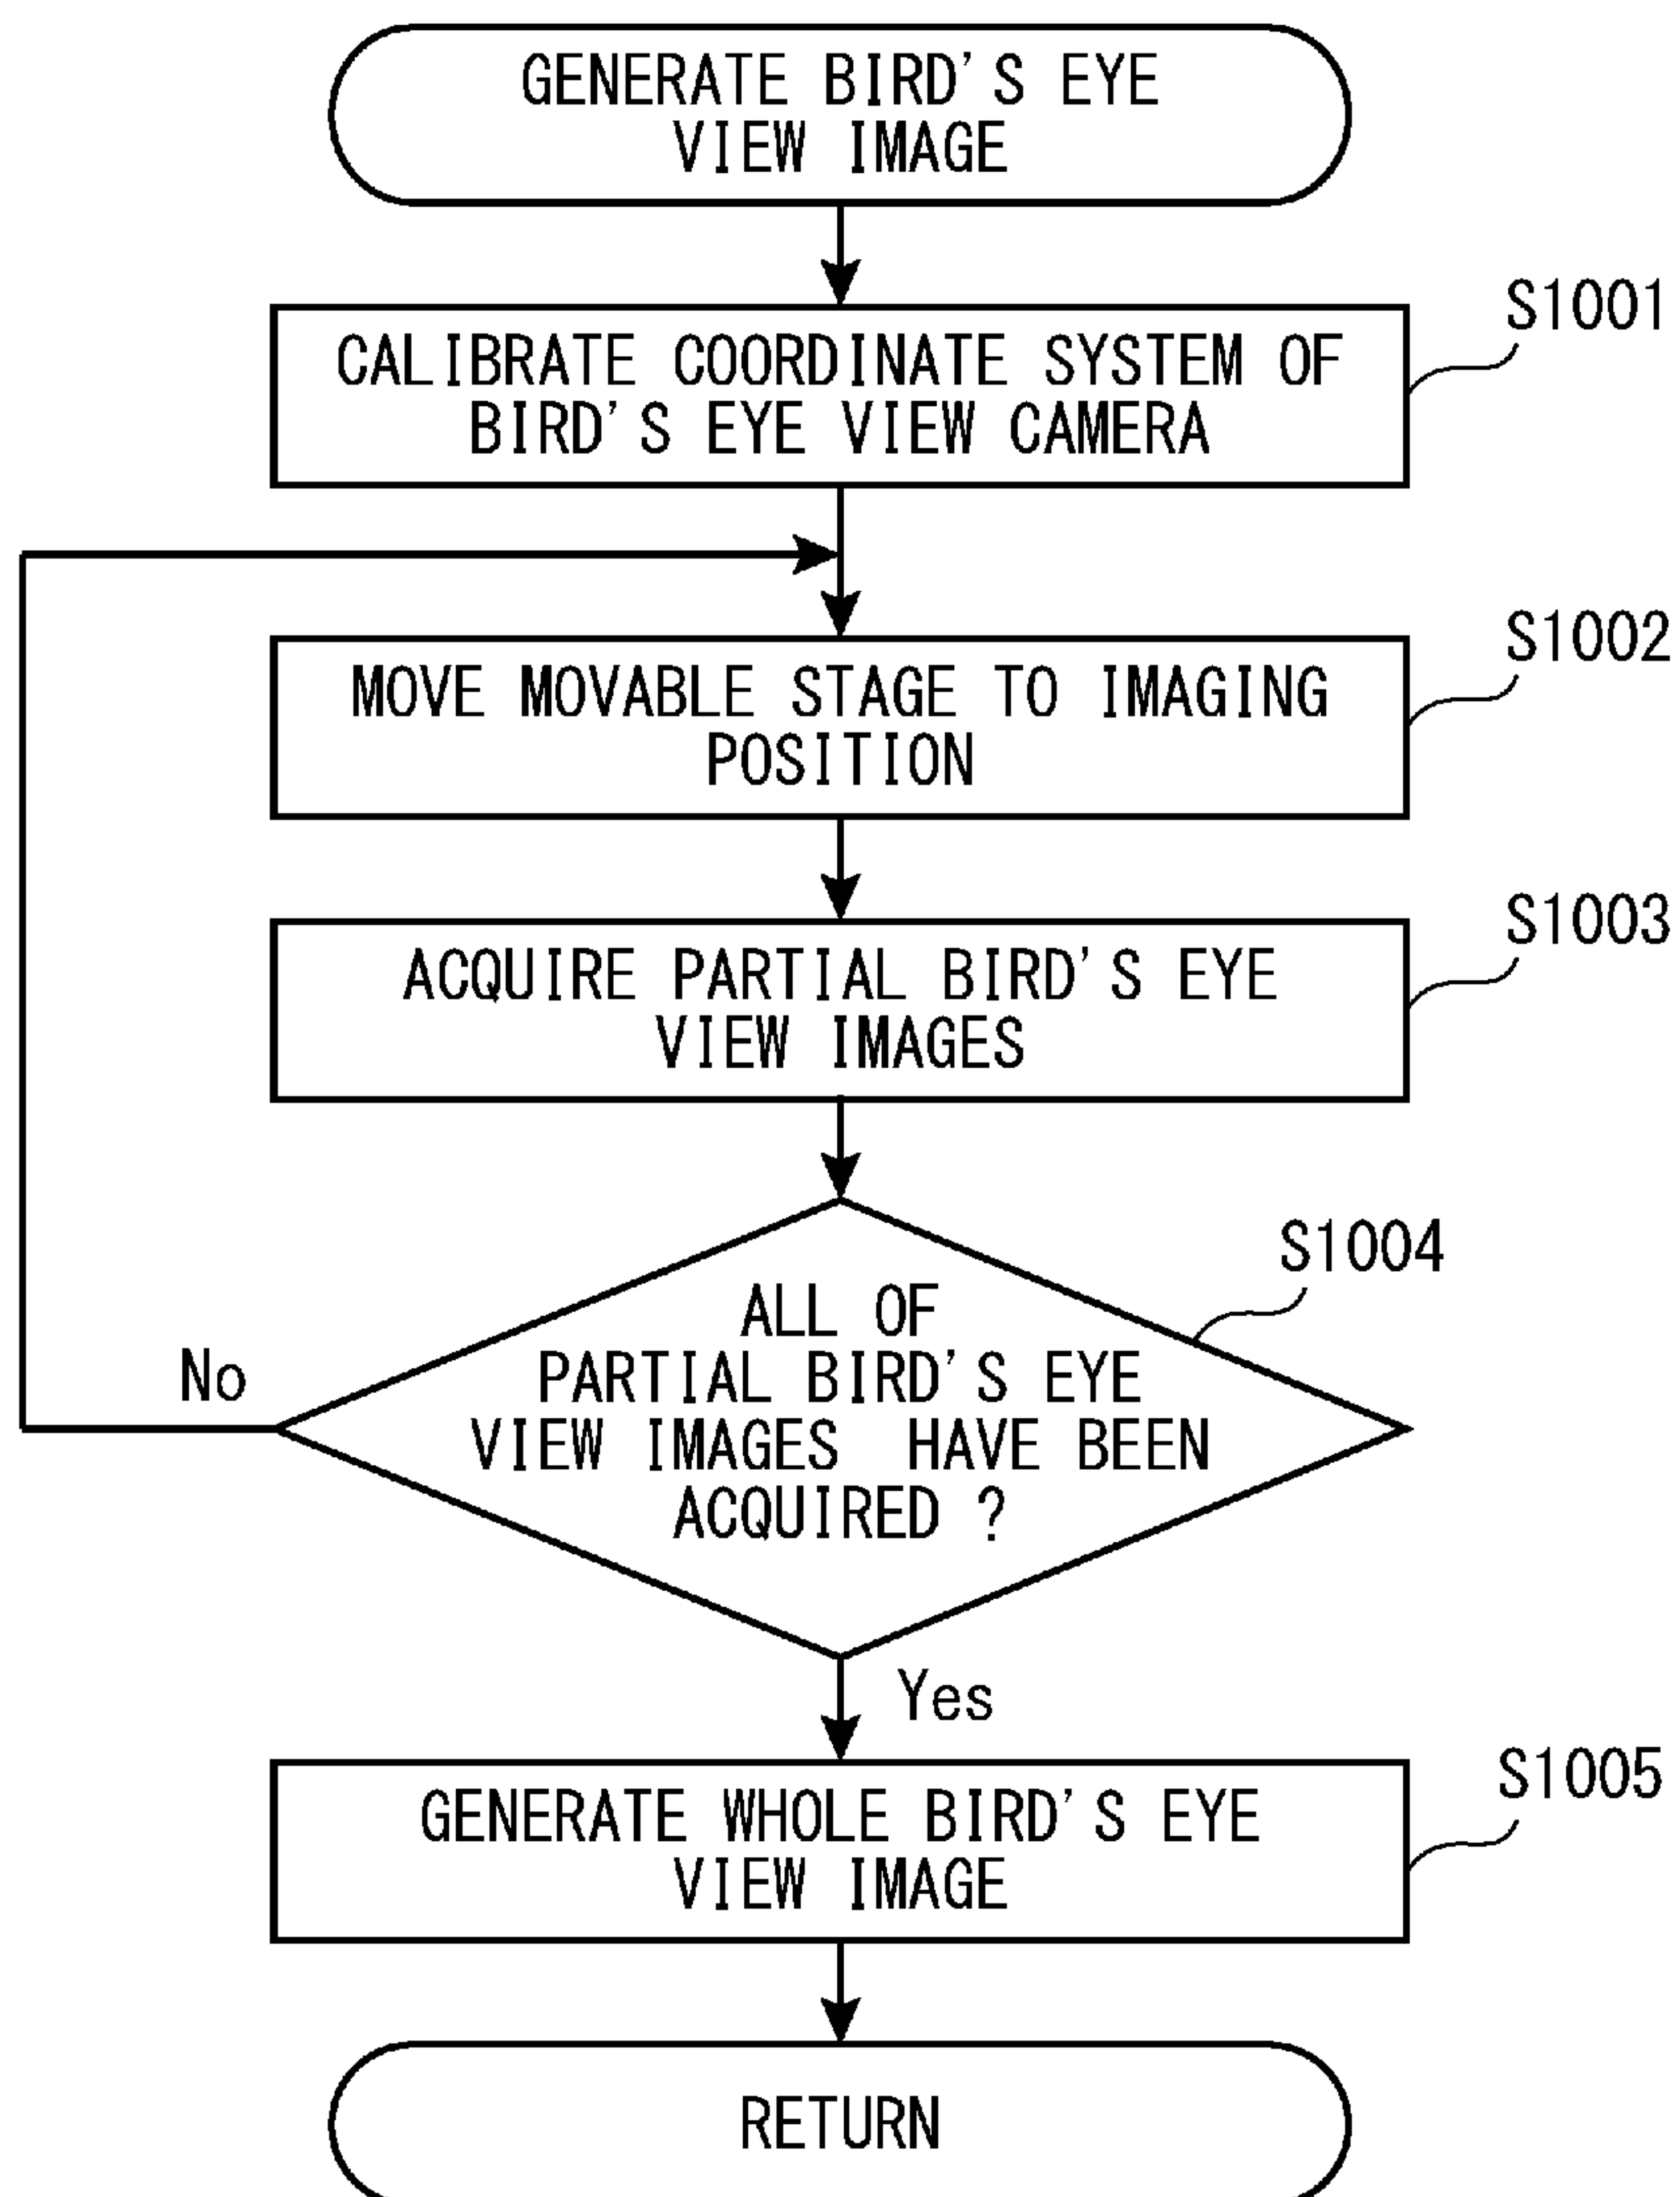 GENERATE BIRD'S EYE
VIEW IMAGE
S1001
CALIBRATE COORDINATE SYSTEM OF
BIRD'S EYE VIEW CAMERA
S1002
MOVE MOVABLE STAGE TO IMAGING
POSITION
S1003
ACQUIRE PARTIAL BIRD'S EYE
VIEW IMAGES
S1004
ALL OF
PARTIAL BIRD'S EYE
VIEW IMAGES HAVE BEEN
ACQUIRED ?
No
Yes
S1005
GENERATE WHOLE BIRD'S EYE
VIEW IMAGE
RETURN